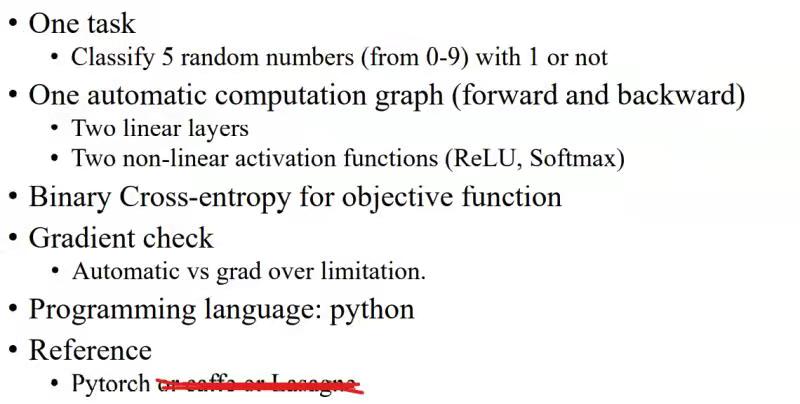 • One task
• Classify 5 random numbers (from 0-9) with 1 or not
• One automatic computation graph (forward and backward)
• Two linear layers
• Two non-linear activation functions (ReLU, Softmax)
• Binary Cross-entropy for objective function
• Gradient check
• Automatic vs grad over limitation.
• Programming language: python
• Reference
• Pytorch or caffe or Lasagne